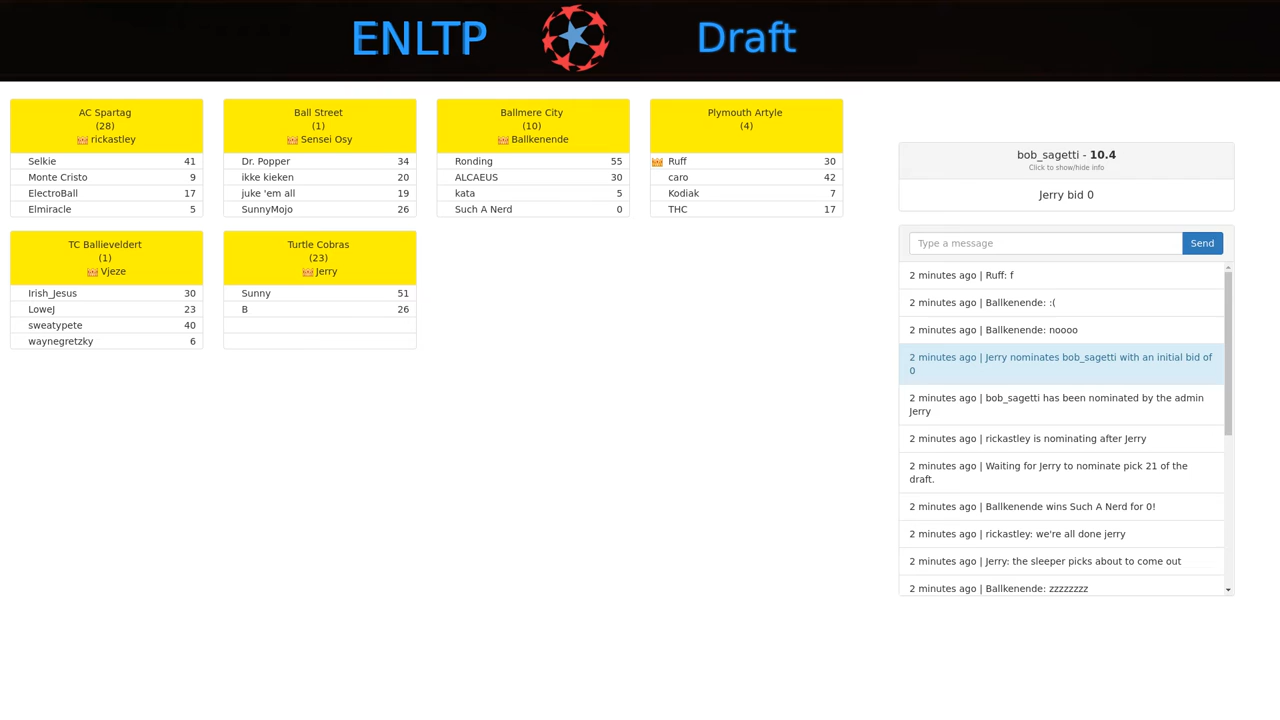 ENLTP Draft
AC Spartag
(28)
rickastley
Selkie 41
Monte Cristo 9
ElectroBall 17
Elmiracle 5
Ball Street
(1)
Sensei Osy
Dr. Popper 34
ikke kieken 20
juke 'em all 19
SunnyMojo 26
Ballmere City
(10)
Ballkenende
Ronding 55
ALCAEUS 30
kata 5
Such A Nerd 0
Plymouth Artyle
(4)
Ruff 30
caro 42
Kodiak 7
THC 17
TC Ballieveldert
(1)
Vjeze
Irish_Jesus 30
LoweJ 23
sweatypete 40
waynegretzky 6
Turtle Cobras
(23)
Jerry
Sunny 51
B 26
bob_sagetti - 10.4
Click to show/hide info
Jerry bid 0
Type a message Send
2 minutes ago | Ruff: f
2 minutes ago | Ballkenende: :(
2 minutes ago | Ballkenende: noooo
2 minutes ago | Jerry nominates bob_sagetti with an initial bid of
0
2 minutes ago | bob_sagetti has been nominated by the admin
Jerry
2 minutes ago | rickastley is nominating after Jerry
2 minutes ago | Waiting for Jerry to nominate pick 21 of the
draft.
2 minutes ago | Ballkenende wins Such A Nerd for 0!
2 minutes ago | rickastley: we're all done jerry
2 minutes ago | Jerry: the sleeper picks about to come out
2 minutes ago | Ballkenende: zzzzzzzz